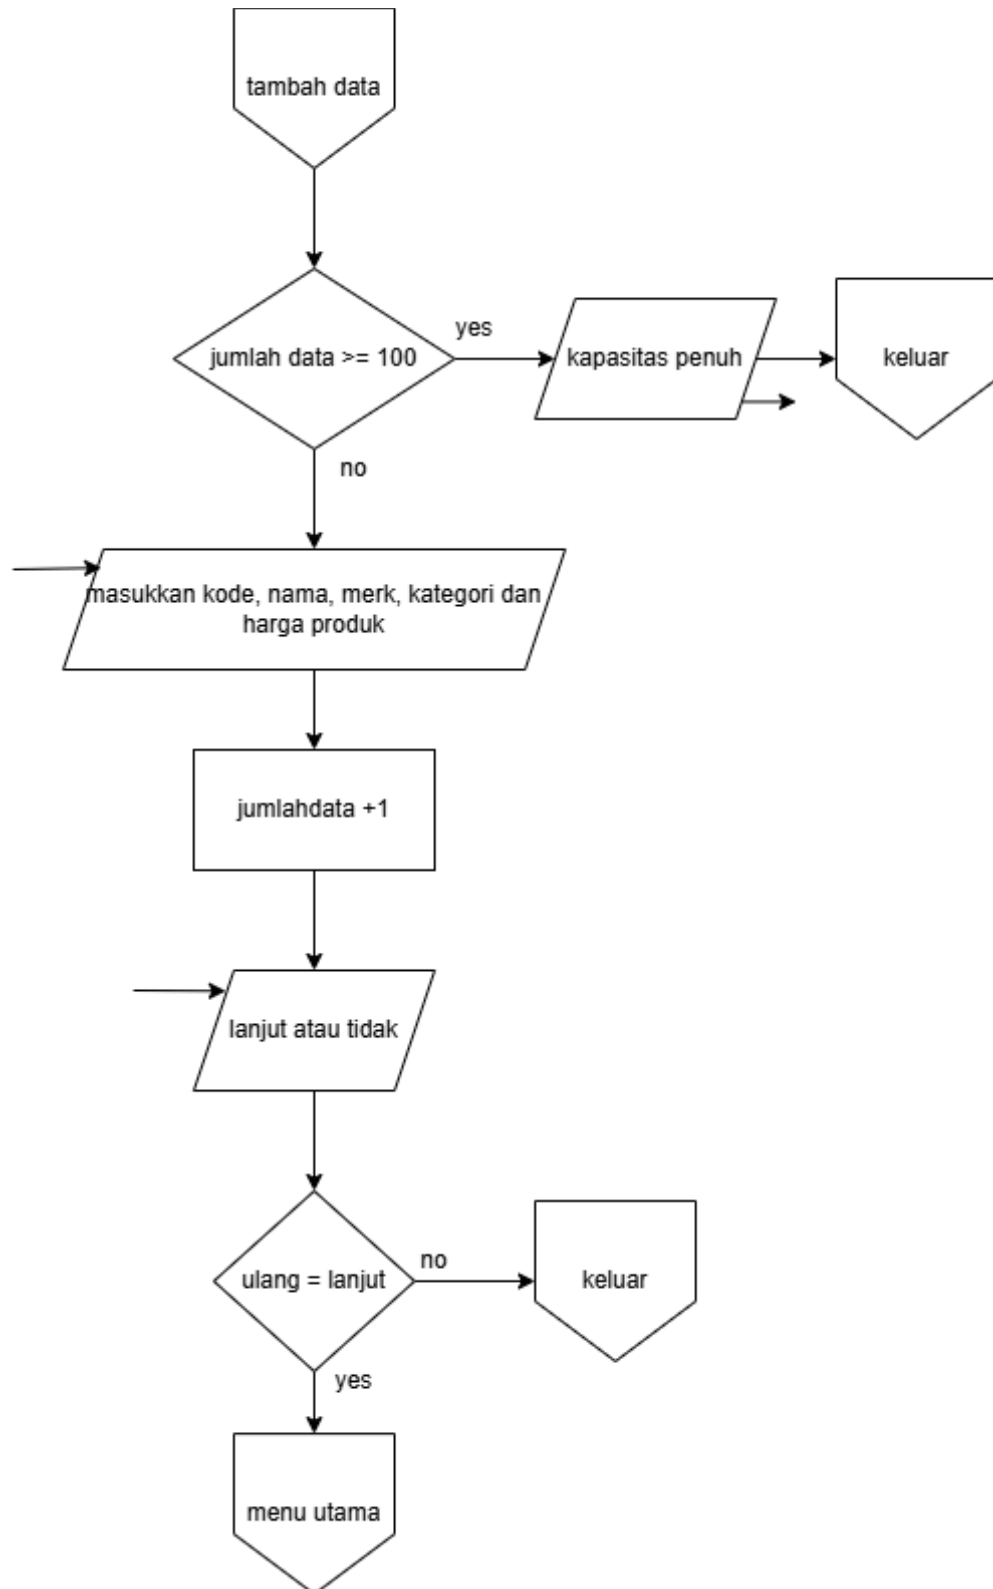 tambah data
jumlah data >= 100
yes
kapasitas penuh
keluar
no
masukkan kode, nama, merk, kategori dan
harga produk
jumlahdata +1
lanjut atau tidak
ulang = lanjut
no
keluar
yes
menu utama